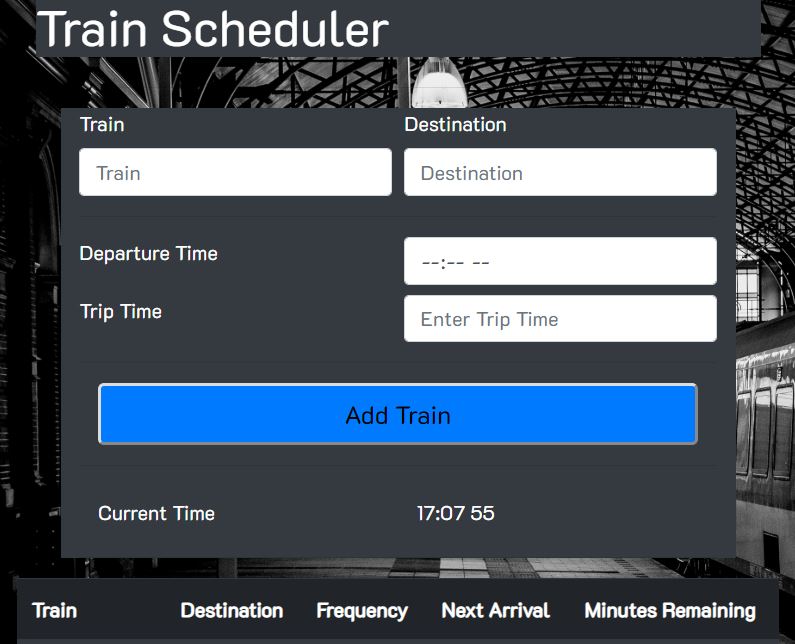 Train Scheduler
Train Destination
Train Destination
Departure Time --:-- --
Trip Time Enter Trip Time
Add Train
Current Time 17:07 55
Train Destination Frequency Next Arrival Minutes Remaining